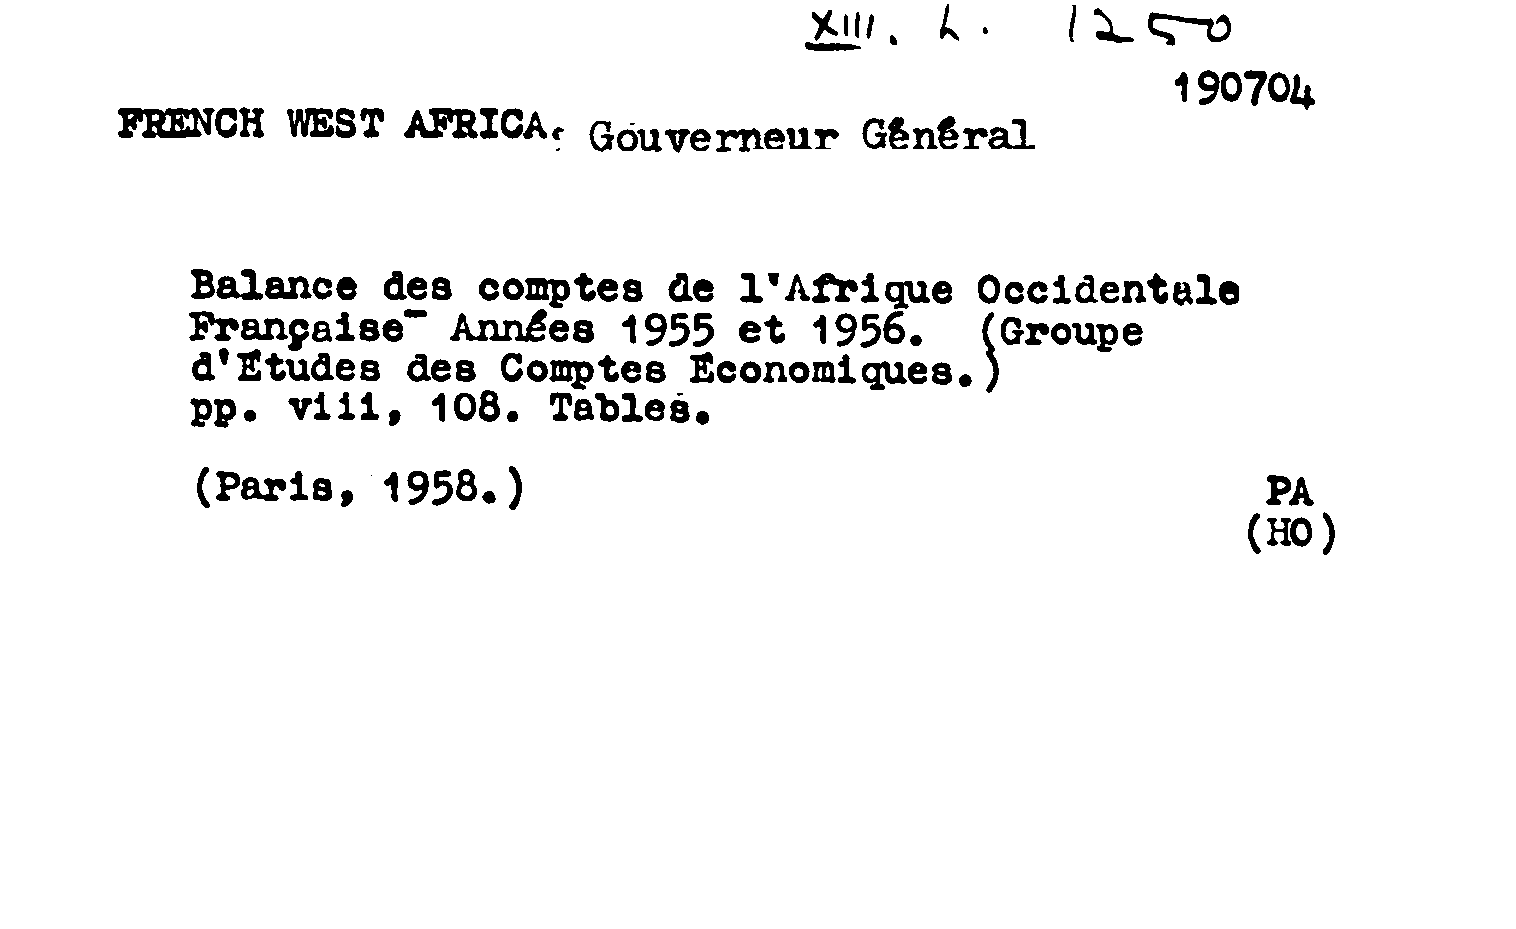 XIII. L. 1250
190704
FRENCH WEST AFRICA: Gouverneur Général
Balance des comptes de l'Afrique Occidentale
Française- Années 1955 et 1956. (Groupe
d'Études des Comptes Économiques.)
pp. viii, 108. Tables.
(Paris, 1958.)
PA
(HO)